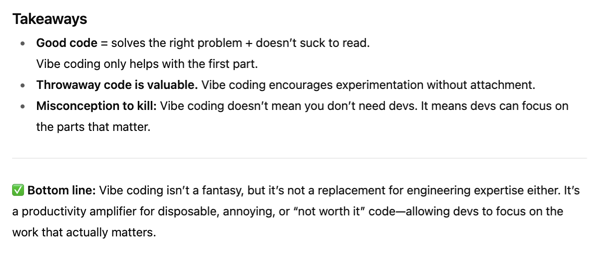 Takeaways
• Good code = solves the right problem + doesn’t suck to read.
Vibe coding only helps with the first part.
• Throwaway code is valuable. Vibe coding encourages experimentation without attachment.
• Misconception to kill: Vibe coding doesn’t mean you don’t need devs. It means devs can focus on
the parts that matter.
✅ Bottom line: Vibe coding isn’t a fantasy, but it’s not a replacement for engineering expertise either. It’s
a productivity amplifier for disposable, annoying, or “not worth it” code—allowing devs to focus on the
work that actually matters.